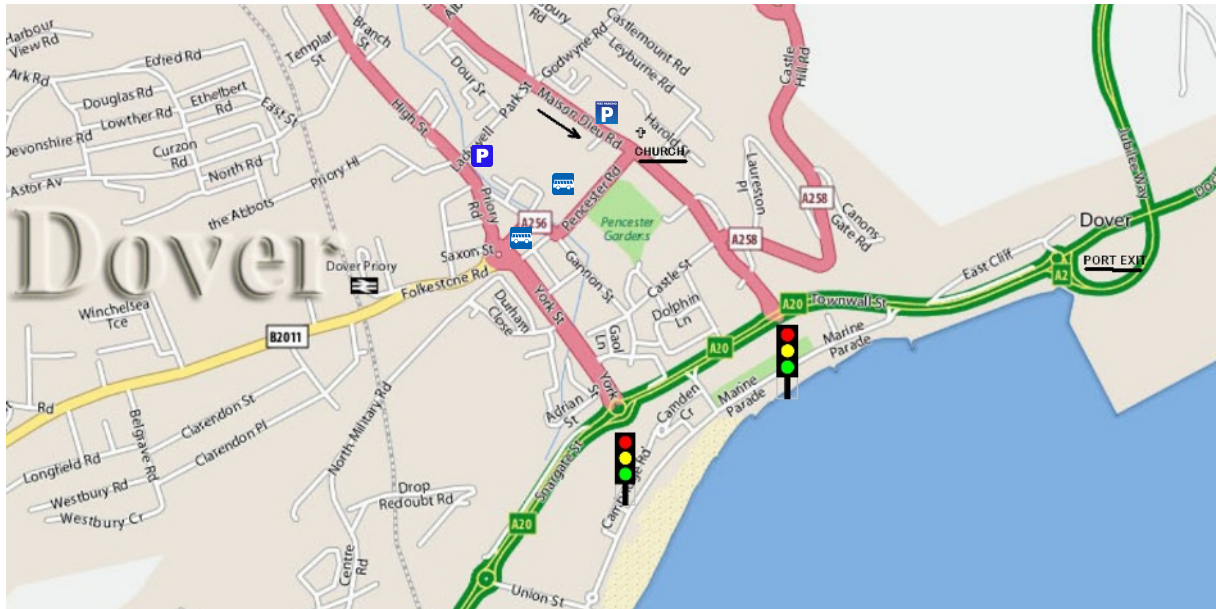 Harbour
View Rd
Branch
St
Templar
St
Edred Rd
Ark Rd
Douglas Rd
Ethelbert
Rd
Lowther Rd
East St
Devonshire Rd
Curzon
Rd
North Rd
Astor Av
Priory Hl
the Abbots
High St
Dour St
Park St
Godwyne Rd
Castlemount Rd
Leyburne Rd
Maison Dieu Rd
FREE PARKING
P
Harold St
CHURCH
P
Priory
Rd
Pencester Rd
A256
Pencester
Gardens
Laureston
Pl
Castle
Hill Rd
A258
A258
Canons
Gate Rd
Jubilee Way
Dover
PORT EXIT
A2
East Cliff
Dover
Dover Priory
Saxon St
Folkestone Rd
B2011
Durham
Close
York St
Gaol
Ln
Castle St
Dolphin
Ln
A20
Townwall St
A20
Marine
Parade
Marine
Parade
Camden
Cr
York
St
Adrian
St
Snargate St
A20
Union St
Winchelsea
Tce
Rd
Belgrave Rd
Clarendon St
Clarendon Pl
Longfield Rd
Westbury Rd
Westbury Cr
North Military Rd
Drop
Redoubt Rd
Centre
Rd